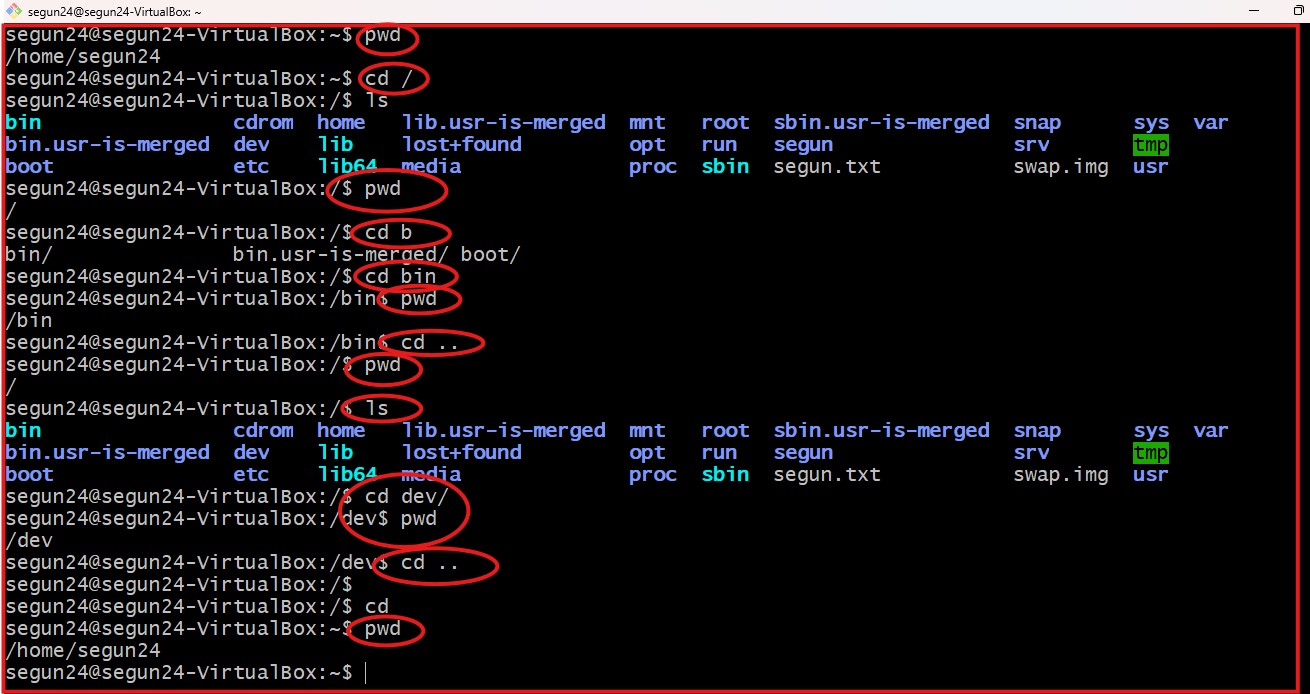 segun24@segun24-VirtualBox: ~
segun24@segun24-VirtualBox:~$ pwd
/home/segun24
segun24@segun24-VirtualBox:~$ cd /
segun24@segun24-VirtualBox:/$ ls
bin                cdrom  home   lib.usr-is-merged  mnt   root  sbin.usr-is-merged  snap      sys  var
bin.usr-is-merged  dev    lib    lost+found         opt   run   segun               srv       tmp
boot               etc    lib64  media              proc  sbin  segun.txt           swap.img  usr
segun24@segun24-VirtualBox:/$ pwd
/
segun24@segun24-VirtualBox:/$ cd b
bin/               bin.usr-is-merged/ boot/
segun24@segun24-VirtualBox:/$ cd bin
segun24@segun24-VirtualBox:/bin$ pwd
/bin
segun24@segun24-VirtualBox:/bin$ cd ..
segun24@segun24-VirtualBox:/$ pwd
/
segun24@segun24-VirtualBox:/$ ls
bin                cdrom  home   lib.usr-is-merged  mnt   root  sbin.usr-is-merged  snap      sys  var
bin.usr-is-merged  dev    lib    lost+found         opt   run   segun               srv       tmp
boot               etc    lib64  media              proc  sbin  segun.txt           swap.img  usr
segun24@segun24-VirtualBox:/$ cd dev/
segun24@segun24-VirtualBox:/dev$ pwd
/dev
segun24@segun24-VirtualBox:/dev$ cd ..
segun24@segun24-VirtualBox:/$
segun24@segun24-VirtualBox:/$ cd
segun24@segun24-VirtualBox:~$ pwd
/home/segun24
segun24@segun24-VirtualBox:~$